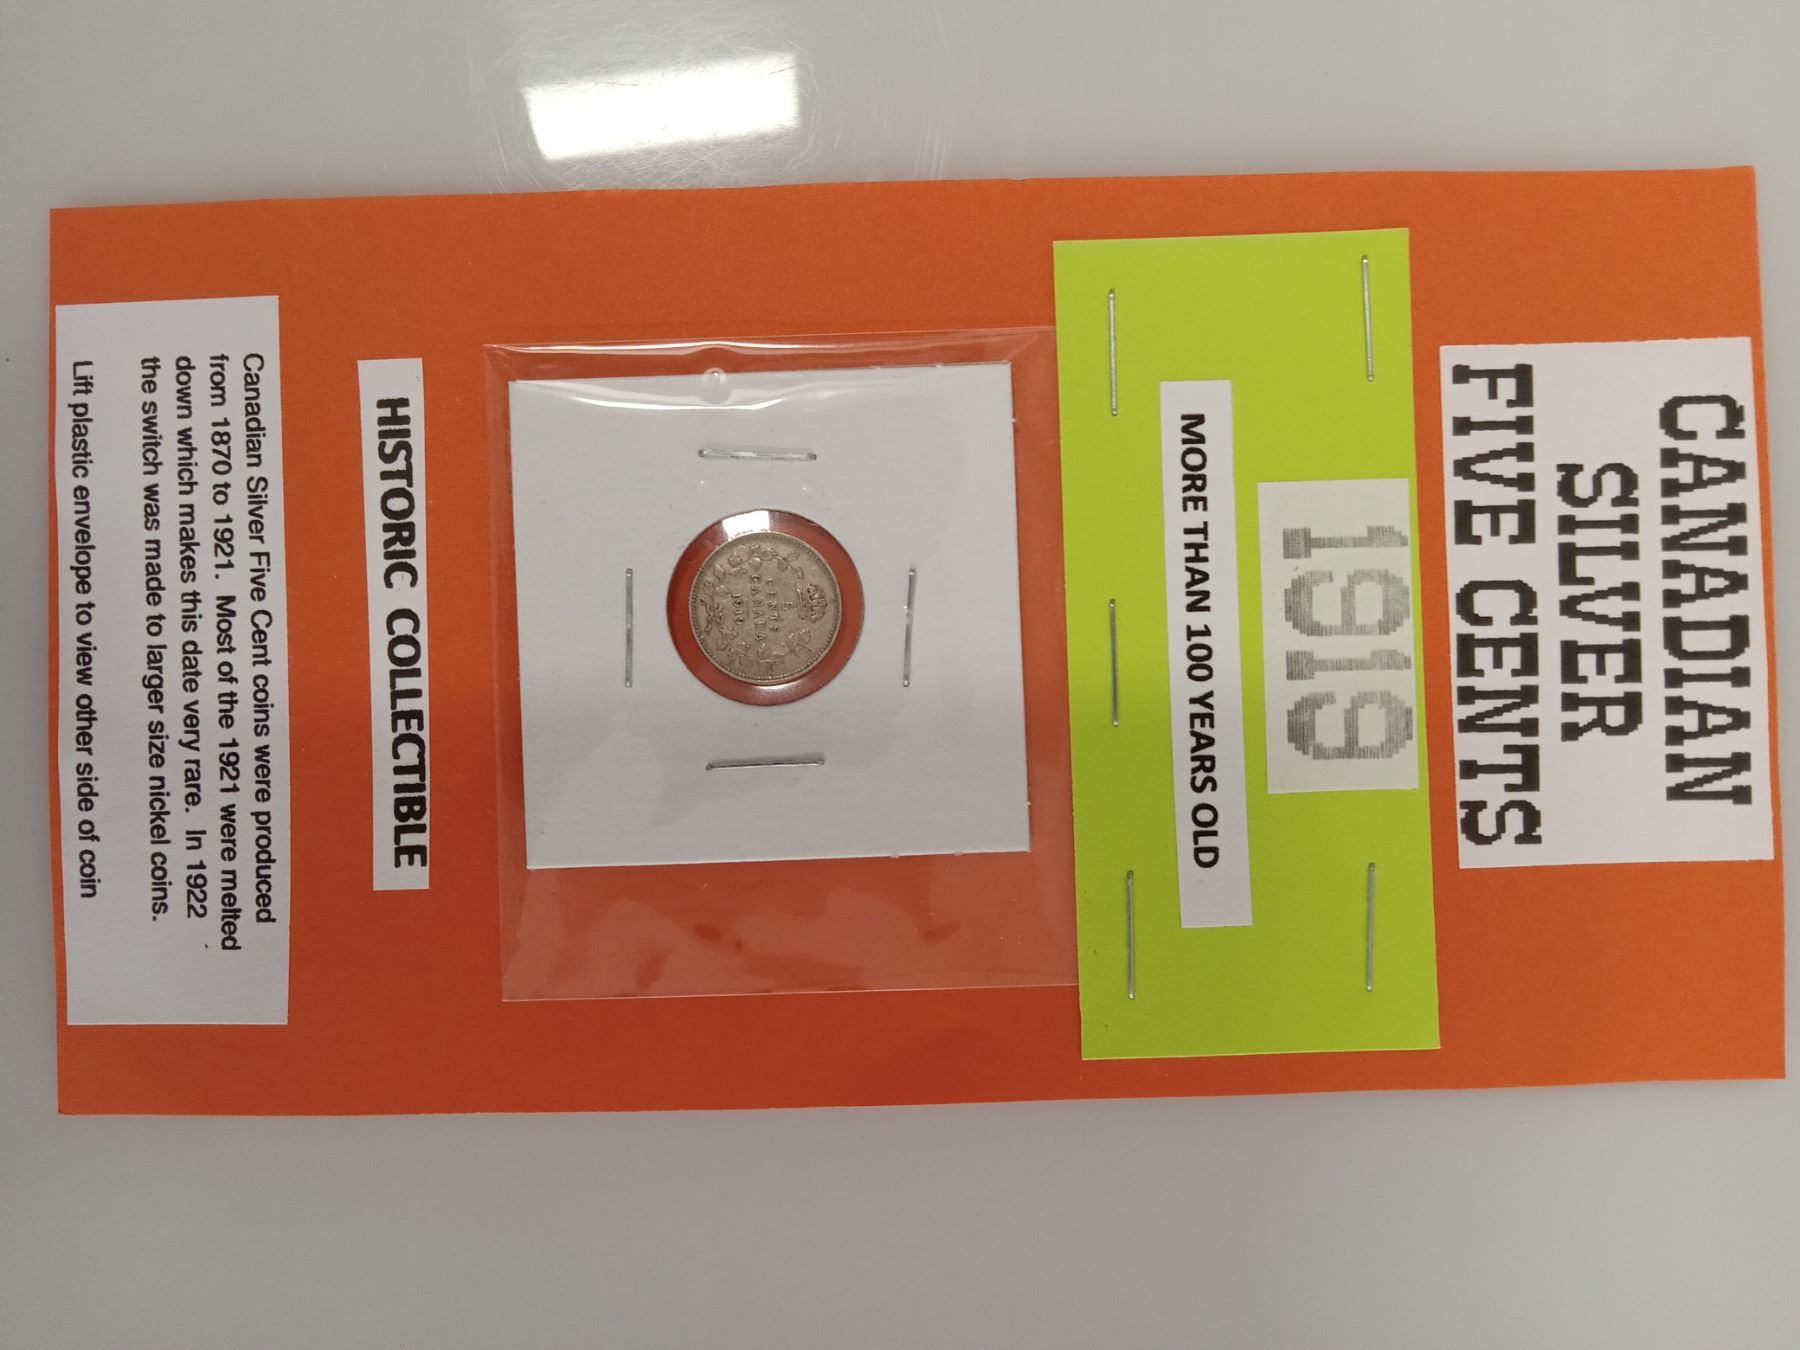 CANADIAN
SILVER
FIVE CENTS
1919
MORE THAN 100 YEARS OLD
5
CENTS
CANADA
1919
HISTORIC COLLECTIBLE
Canadian Silver Five Cent coins were produced
from 1870 to 1921. Most of the 1921 were melted
down which makes this date very rare. In 1922
the switch was made to larger size nickel coins.
Lift plastic envelope to view other side of coin